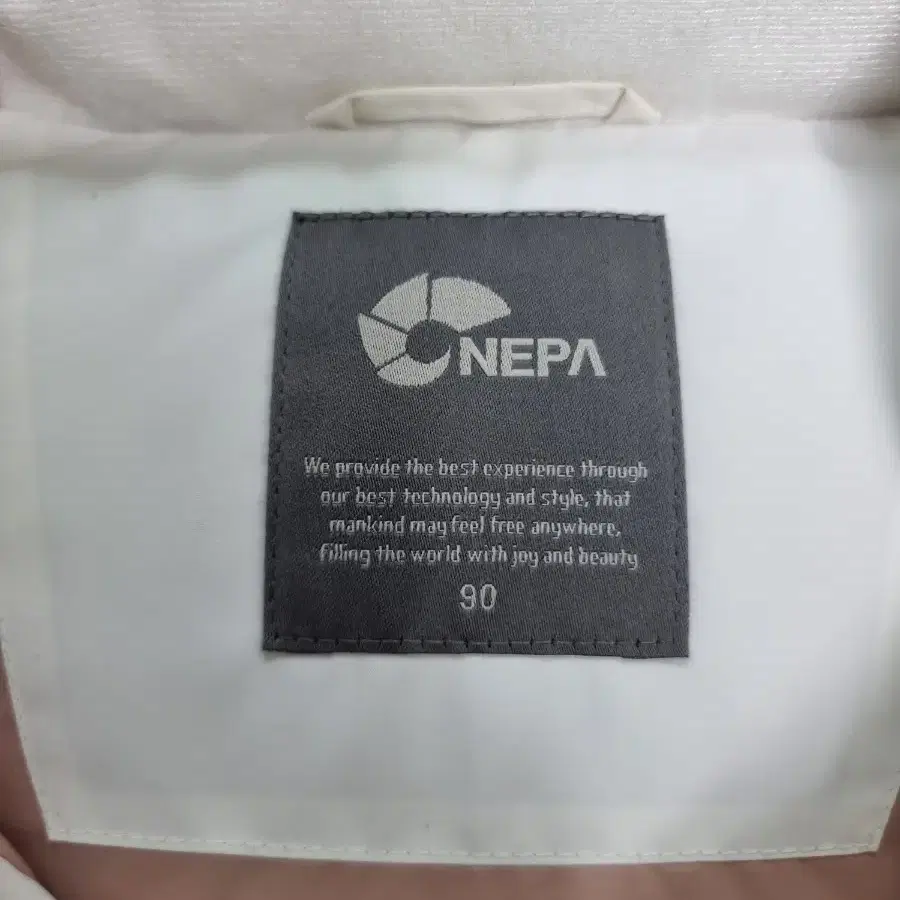 NEPA
We provide the best experience through
our best technology and style, that
mankind may feel free anywhere,
filling the world with joy and beauty
90